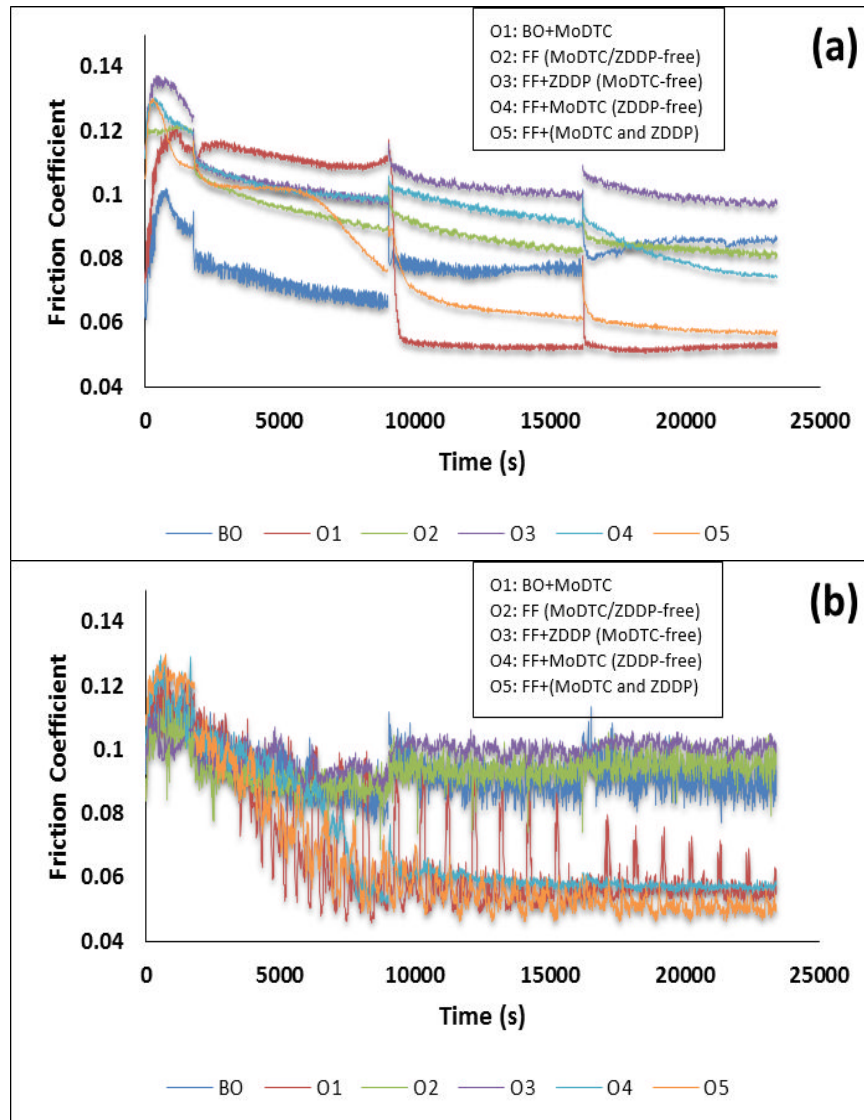 (a)
O1: BO+MoDTC
O2: FF (MoDTC/ZDDP-free)
O3: FF+ZDDP (MoDTC-free)
O4: FF+MoDTC (ZDDP-free)
O5: FF+(MoDTC and ZDDP)
Friction Coefficient
0.14
0.12
0.1
0.08
0.06
0.04
0 5000 10000 15000 20000 25000
Time (s)
BO O1 O2 O3 O4 O5
(b)
O1: BO+MoDTC
O2: FF (MoDTC/ZDDP-free)
O3: FF+ZDDP (MoDTC-free)
O4: FF+MoDTC (ZDDP-free)
O5: FF+(MoDTC and ZDDP)
Friction Coefficient
0.14
0.12
0.1
0.08
0.06
0.04
0 5000 10000 15000 20000 25000
Time (s)
BO O1 O2 O3 O4 O5